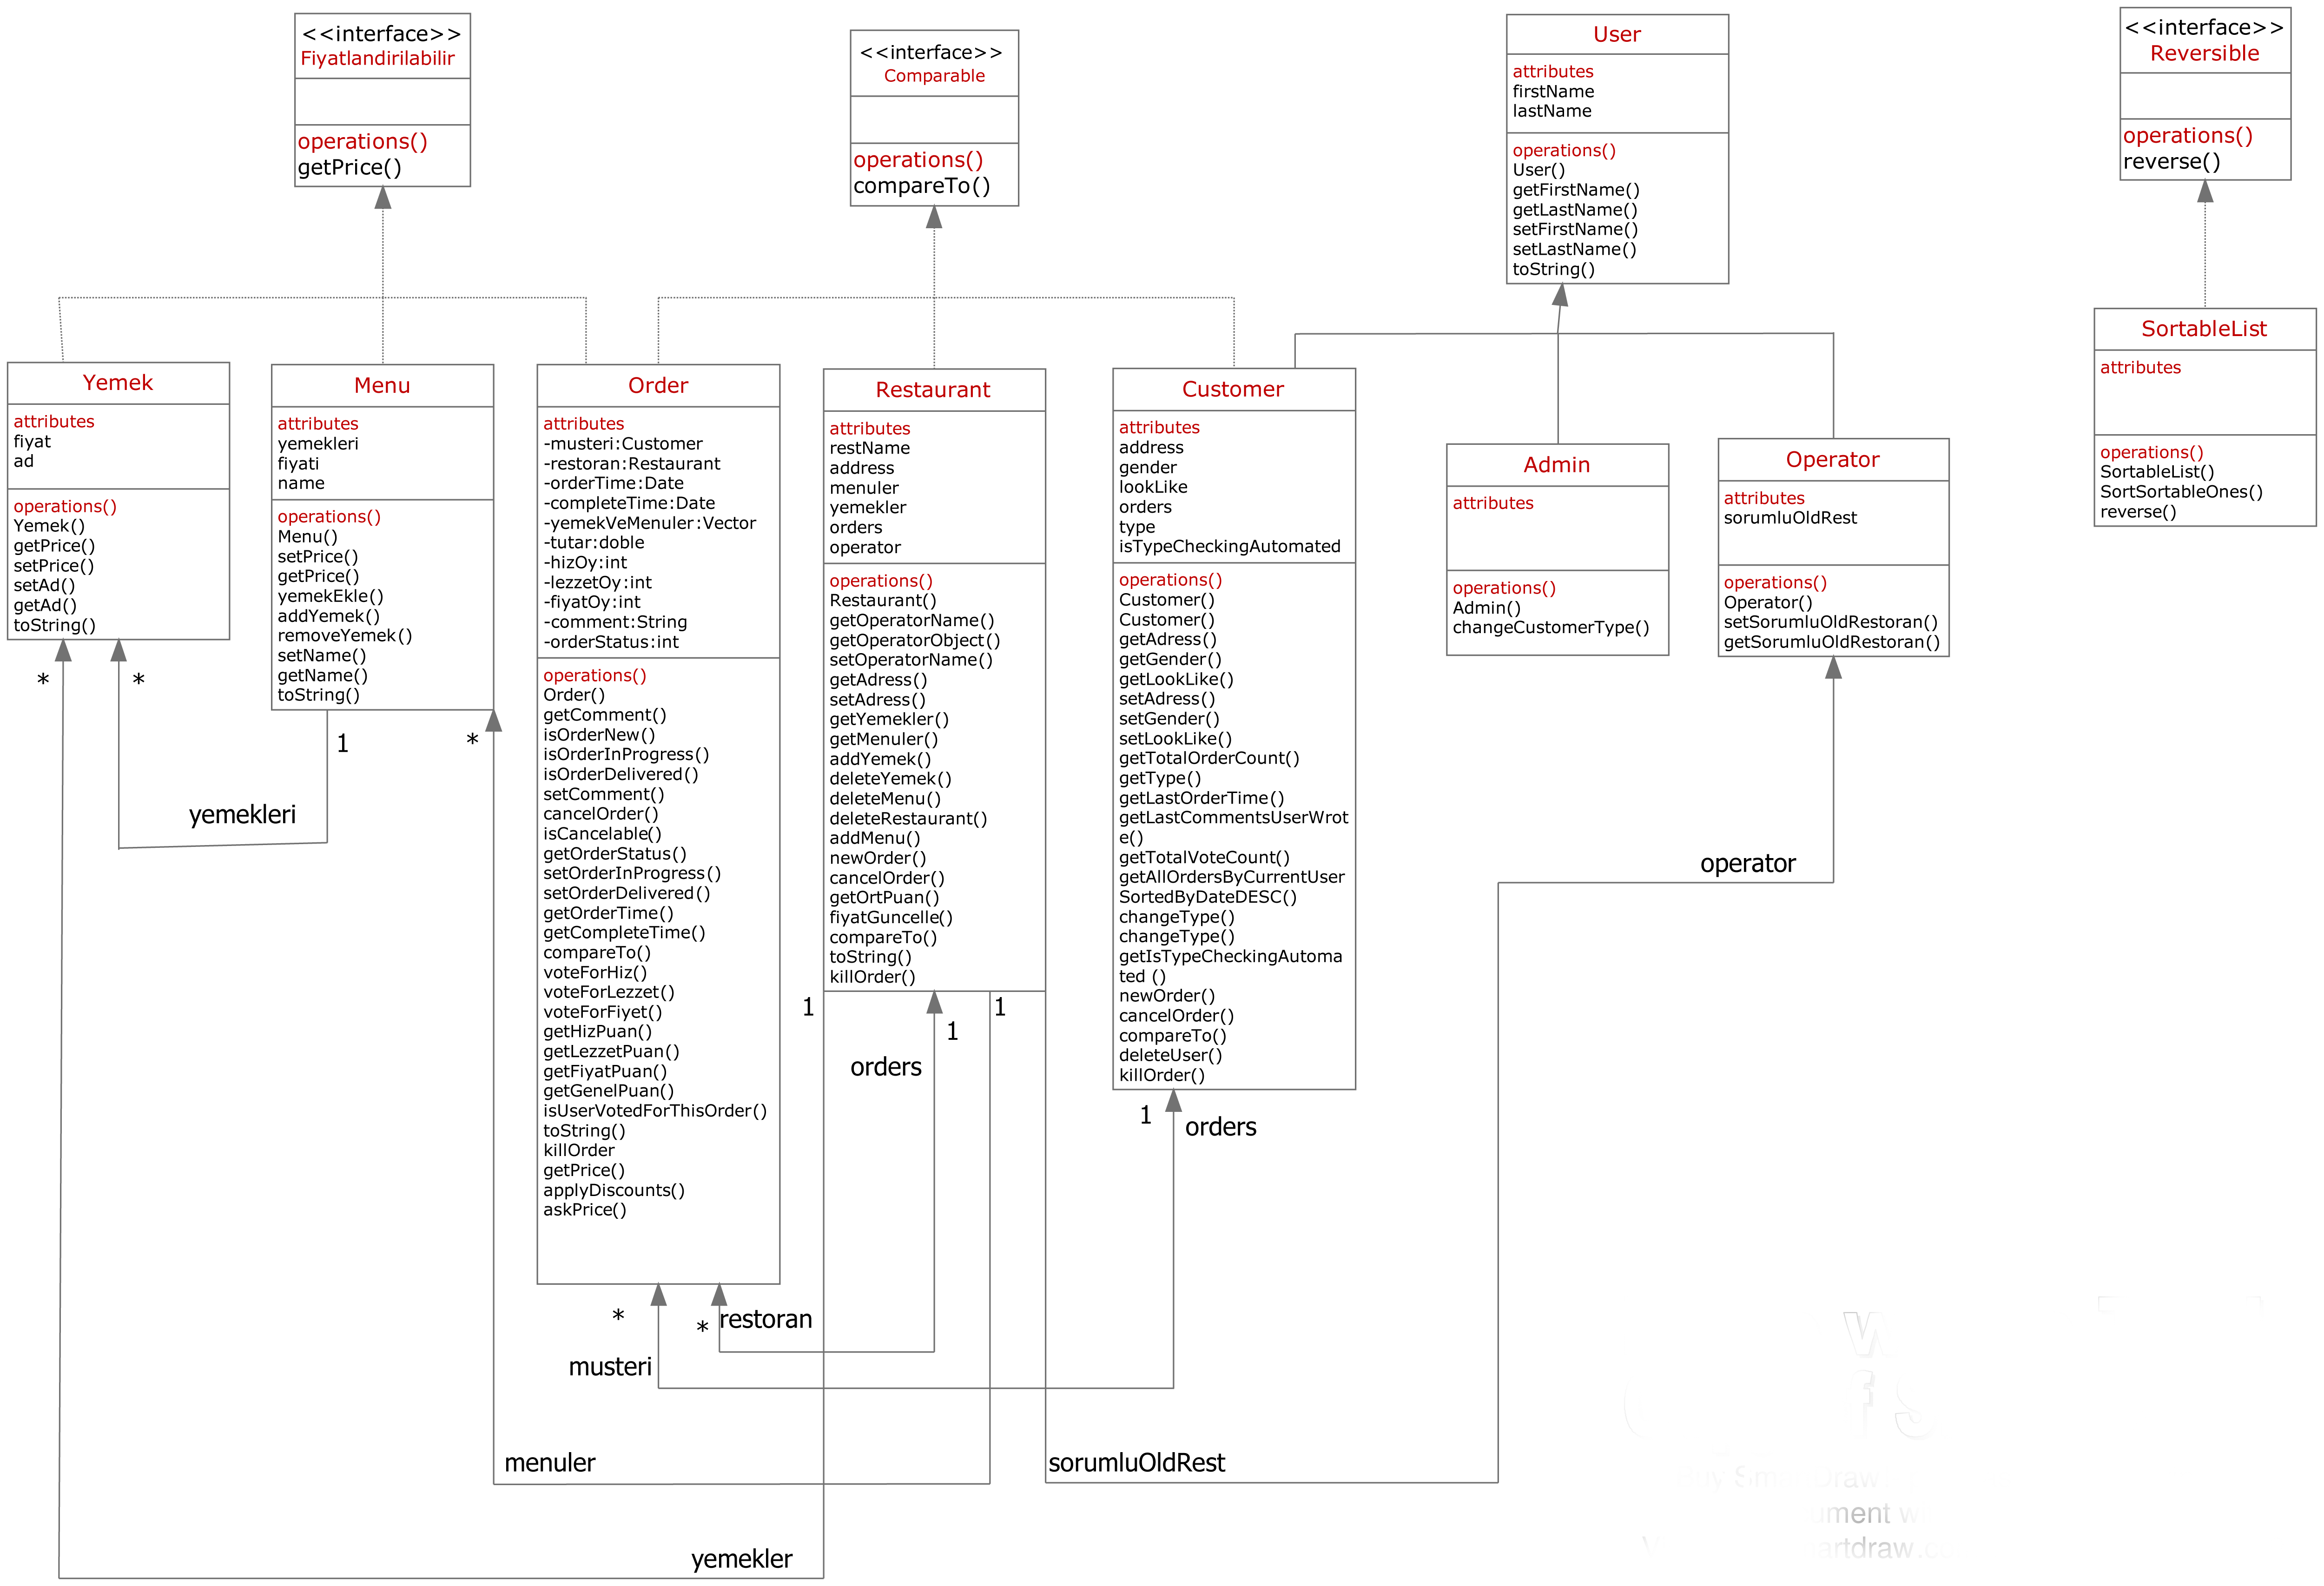 <<interface>>
Fiyatlandirilabilir
operations()
getPrice()
<<interface>>
Comparable
operations()
compareTo()
User
attributes
firstName
lastName
operations()
User()
getFirstName()
getLastName()
setFirstName()
setLastName()
toString()
<<interface>>
Reversible
operations()
reverse()
Yemek
attributes
fiyat
ad
operations()
Yemek()
getPrice()
setPrice()
setAd()
getAd()
toString()
Menu
attributes
yemekleri
fiyati
name
operations()
Menu()
setPrice()
getPrice()
yemekEkle()
addYemek()
removeYemek()
setName()
getName()
toString()
Order
attributes
-musteri:Customer
-restoran:Restaurant
-orderTime:Date
-completeTime:Date
-yemekVeMenuler:Vector
-tutar:doble
-hizOy:int
-lezzetOy:int
-fiyatOy:int
-comment:String
-orderStatus:int
operations()
Order()
getComment()
isOrderNew()
isOrderInProgress()
isOrderDelivered()
setComment()
cancelOrder()
isCancelable()
getOrderStatus()
setOrderInProgress()
setOrderDelivered()
getOrderTime()
getCompleteTime()
compareTo()
voteForHiz()
voteForLezzet()
voteForFiyet()
getHizPuan()
getLezzetPuan()
getFiyatPuan()
getGenelPuan()
isUserVotedForThisOrder()
toString()
killOrder
getPrice()
applyDiscounts()
askPrice()
Restaurant
attributes
restName
address
menuler
yemekler
orders
operator
operations()
Restaurant()
getOperatorName()
getOperatorObject()
setOperatorName()
getAdress()
setAdress()
getYemekler()
getMenuler()
addYemek()
deleteYemek()
deleteMenu()
deleteRestaurant()
addMenu()
newOrder()
cancelOrder()
getOrtPuan()
fiyatGuncelle()
compareTo()
toString()
killOrder()
Customer
attributes
address
gender
lookLike
orders
type
isTypeCheckingAutomated
operations()
Customer()
Customer()
getAdress()
getGender()
getLookLike()
setAdress()
setGender()
setLookLike()
getTotalOrderCount()
getType()
getLastOrderTime()
getLastCommentsUserWrot
e()
getTotalVoteCount()
getAllOrdersByCurrentUser
SortedByDateDESC()
changeType()
changeType()
getIsTypeCheckingAutoma
ted ()
newOrder()
cancelOrder()
compareTo()
deleteUser()
killOrder()
Admin
attributes
operations()
Admin()
changeCustomerType()
Operator
attributes
sorumluOldRest
operations()
Operator()
setSorumluOldRestoran()
getSorumluOldRestoran()
SortableList
attributes
operations()
SortableList()
SortSortableOnes()
reverse()
*
*
1
*
yemekleri
operator
1
1
1
orders
1
orders
*
* restoran
musteri
menuler
sorumluOldRest
yemekler